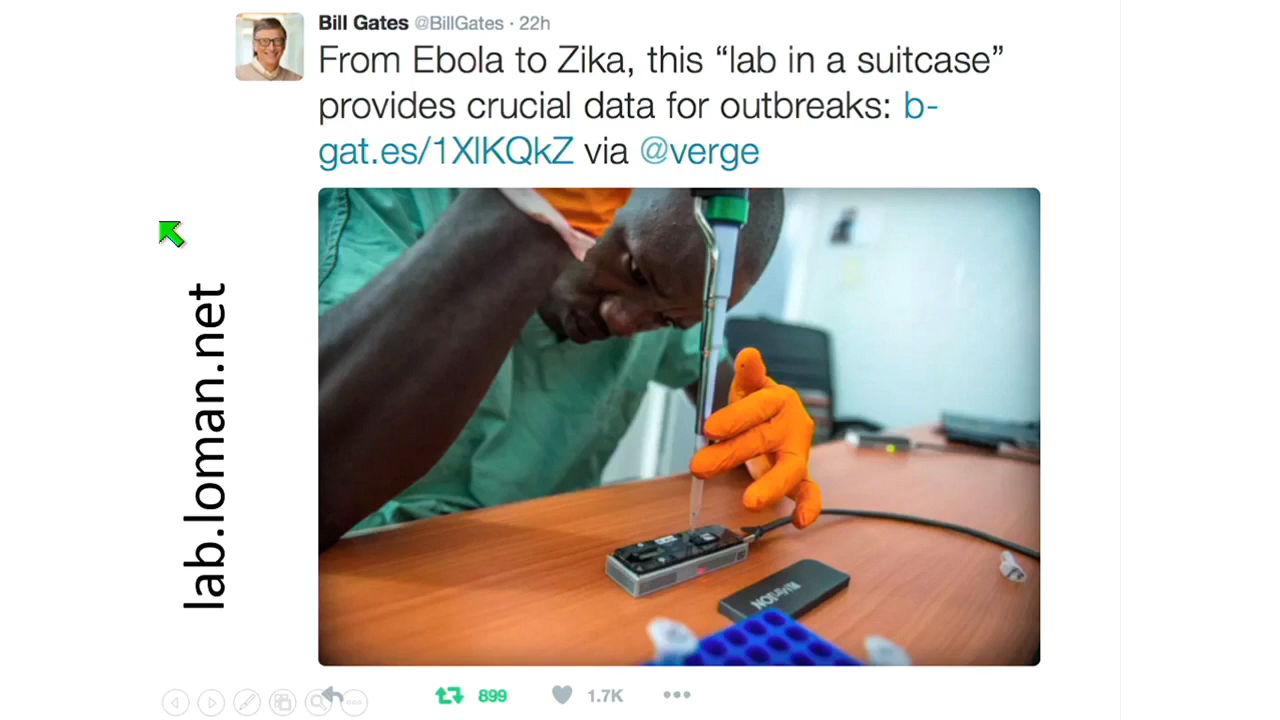 Bill Gates @BillGates · 22h
From Ebola to Zika, this “lab in a suitcase”
provides crucial data for outbreaks: b-
gat.es/1XlKQkZ via @verge
lab.loman.net
MinION
899
1.7K